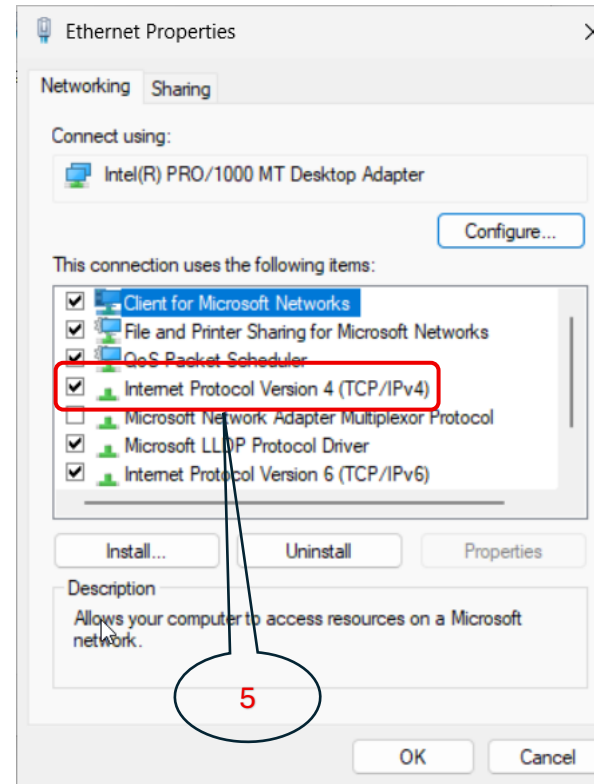 Ethernet Properties
Networking Sharing
Connect using:
Intel(R) PRO/1000 MT Desktop Adapter
Configure...
This connection uses the following items:
Client for Microsoft Networks
File and Printer Sharing for Microsoft Networks
QoS Packet Scheduler
Internet Protocol Version 4 (TCP/IPv4)
Microsoft Network Adapter Multiplexor Protocol
Microsoft LLDP Protocol Driver
Internet Protocol Version 6 (TCP/IPv6)
Install... Uninstall Properties
Description
Allows your computer to access resources on a Microsoft
network.
5
OK Cancel